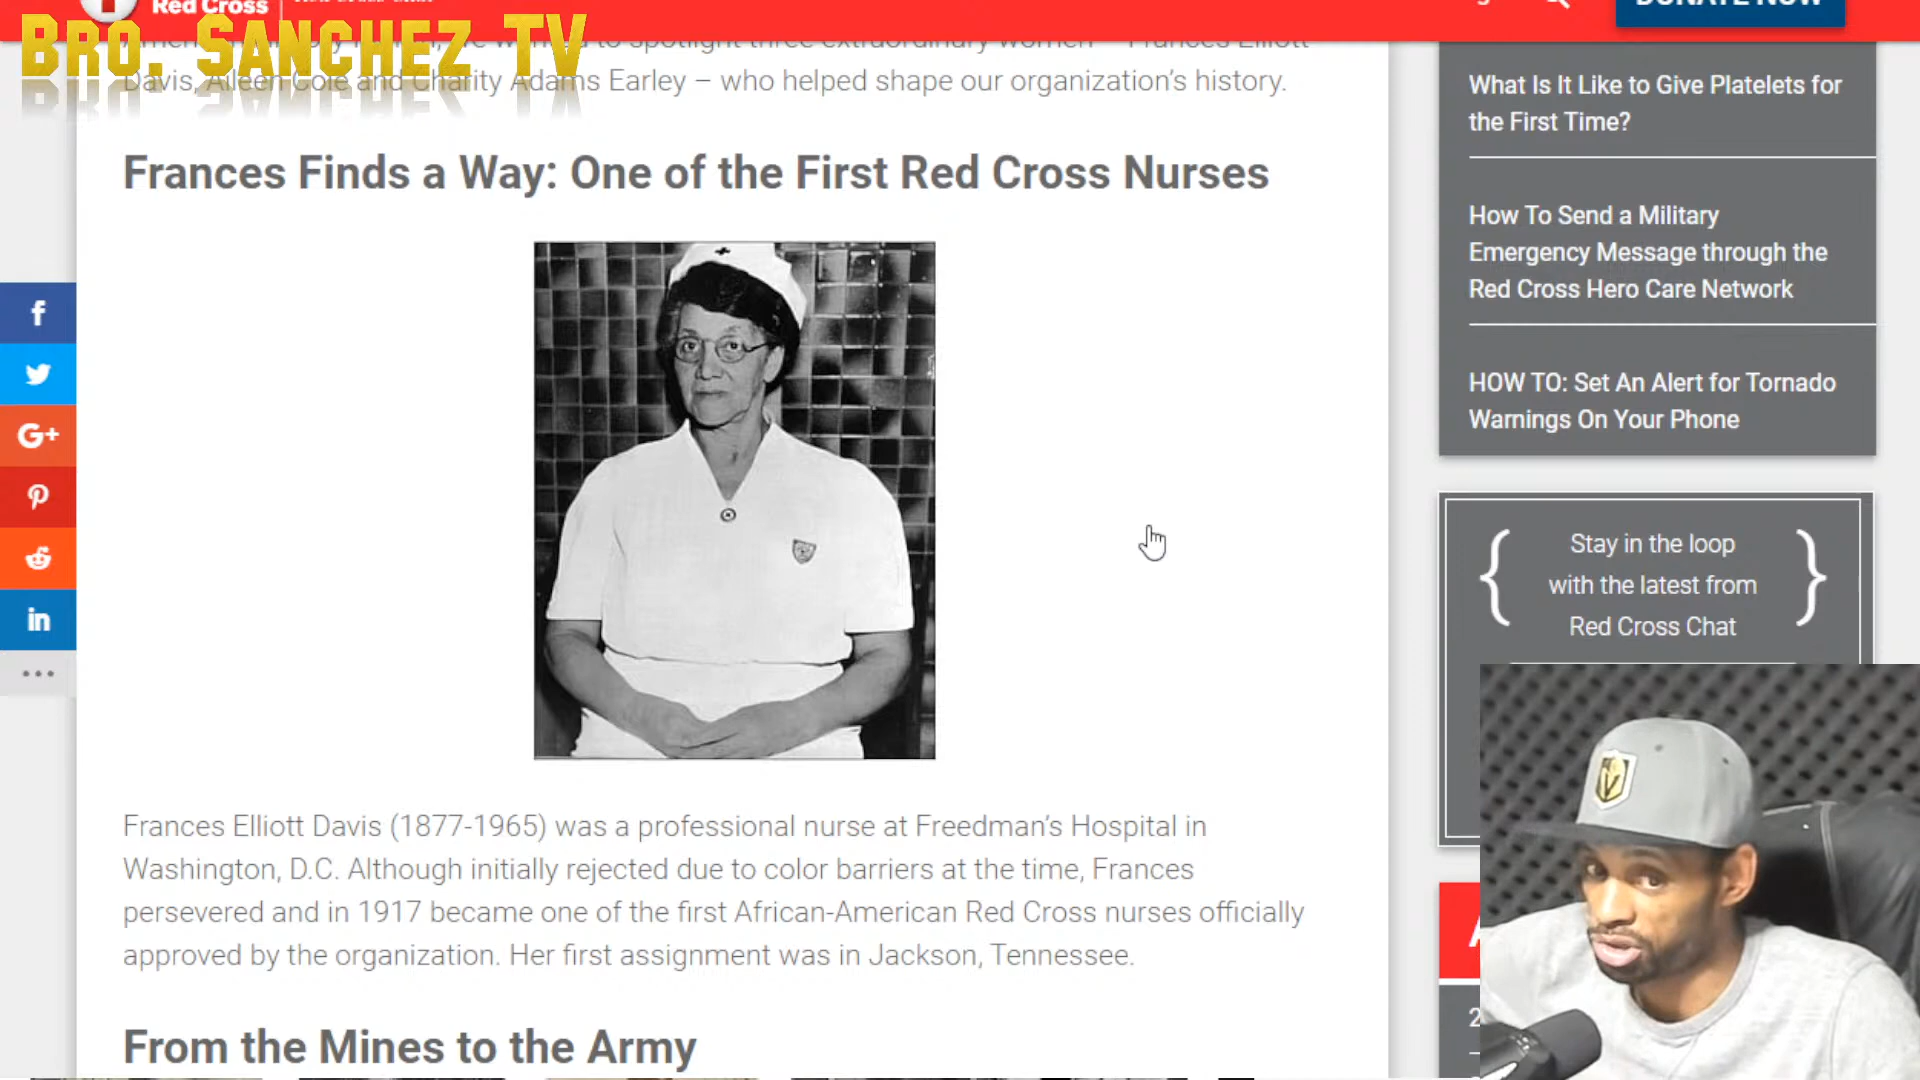 Red Cross
DONATE NOW
BRO. SANCHEZ TV
Davis, Aileen Cole and Charity Adams Earley – who helped shape our organization's history.
Frances Finds a Way: One of the First Red Cross Nurses
Frances Elliott Davis (1877-1965) was a professional nurse at Freedman's Hospital in
Washington, D.C. Although initially rejected due to color barriers at the time, Frances
persevered and in 1917 became one of the first African-American Red Cross nurses officially
approved by the organization. Her first assignment was in Jackson, Tennessee.
From the Mines to the Army
What Is It Like to Give Platelets for
the First Time?
How To Send a Military
Emergency Message through the
Red Cross Hero Care Network
HOW TO: Set An Alert for Tornado
Warnings On Your Phone
Stay in the loop
with the latest from
Red Cross Chat